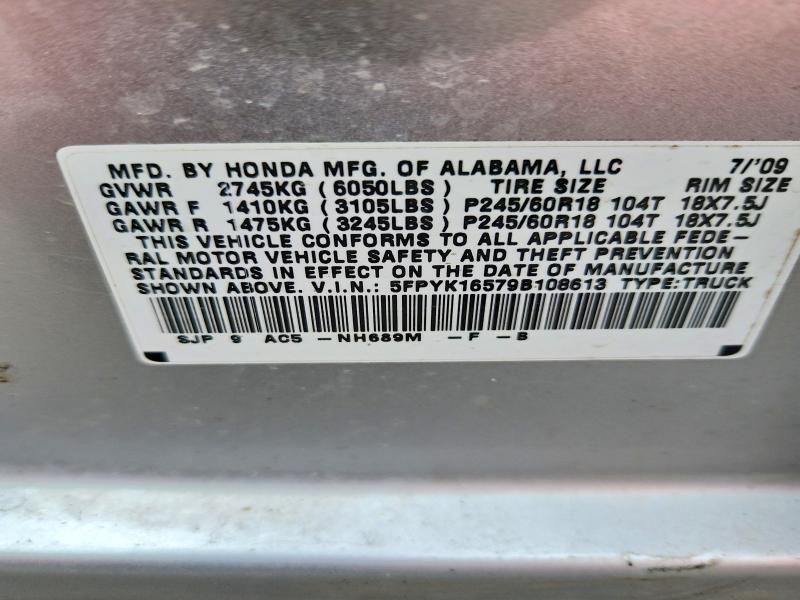 MFD. BY HONDA MFG. OF ALABAMA, LLC 7/'09
GVWR 2745KG (6050LBS) TIRE SIZE RIM SIZE
GAWR F 1410KG (3105LBS) P245/60R18 104T 18X7.5J
GAWR R 1475KG (3245LBS) P245/60R18 104T 18X7.5J
THIS VEHICLE CONFORMS TO ALL APPLICABLE FEDE-
RAL MOTOR VEHICLE SAFETY AND THEFT PREVENTION
STANDARDS IN EFFECT ON THE DATE OF MANUFACTURE
SHOWN ABOVE. V.I.N.: 5FPYK16579B108613 TYPE:TRUCK
SJP 9 AC5 -NH689M -F -B